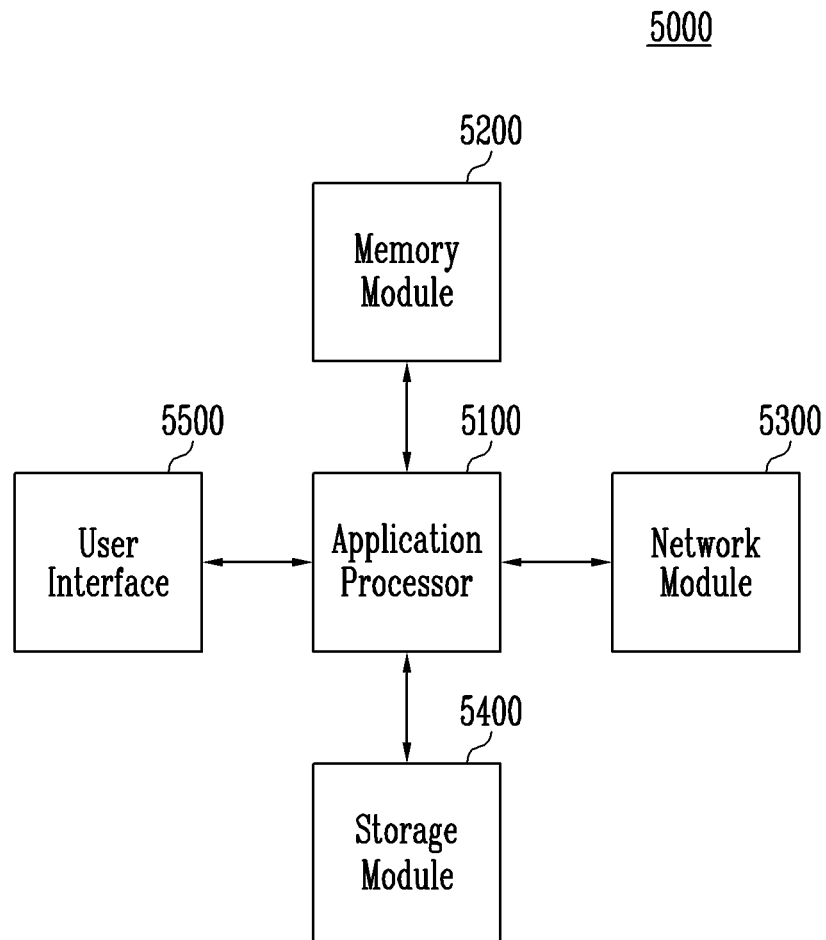 5000
5200
Memory
Module
5500
5100
5300
User
Interface
Application
Processor
Network
Module
5400
Storage
Module